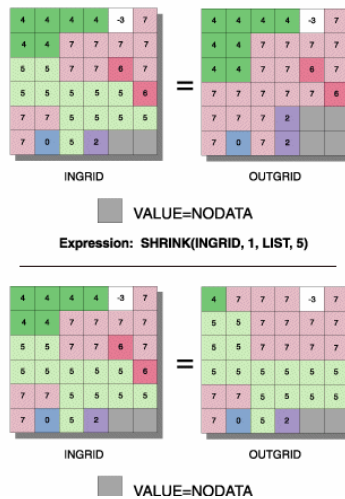 4 4 4 4 -3 7 4 4 4 4 -3 7
4 4 7 7 7 7 4 4 7 7 7 7
5 5 7 7 6 7 = 4 4 7 7 6 7
5 5 5 5 5 6 7 7 7 7 7 6
7 7 5 5 5 5 7 7 7 2
7 0 5 2 7 0 7 2
INGRID OUTGRID
VALUE=NODATA
Expression: SHRINK(INGRID, 1, LIST, 5)
4 4 4 4 -3 7 4 7 7 7 -3 7
4 4 7 7 7 7 5 5 7 7 7 7
5 5 7 7 6 7 = 5 5 7 7 7 7
5 5 5 5 5 6 5 5 5 5 5 5
7 7 5 5 5 5 7 7 5 5 5 5
7 0 5 2 7 0 5 2
INGRID OUTGRID
VALUE=NODATA